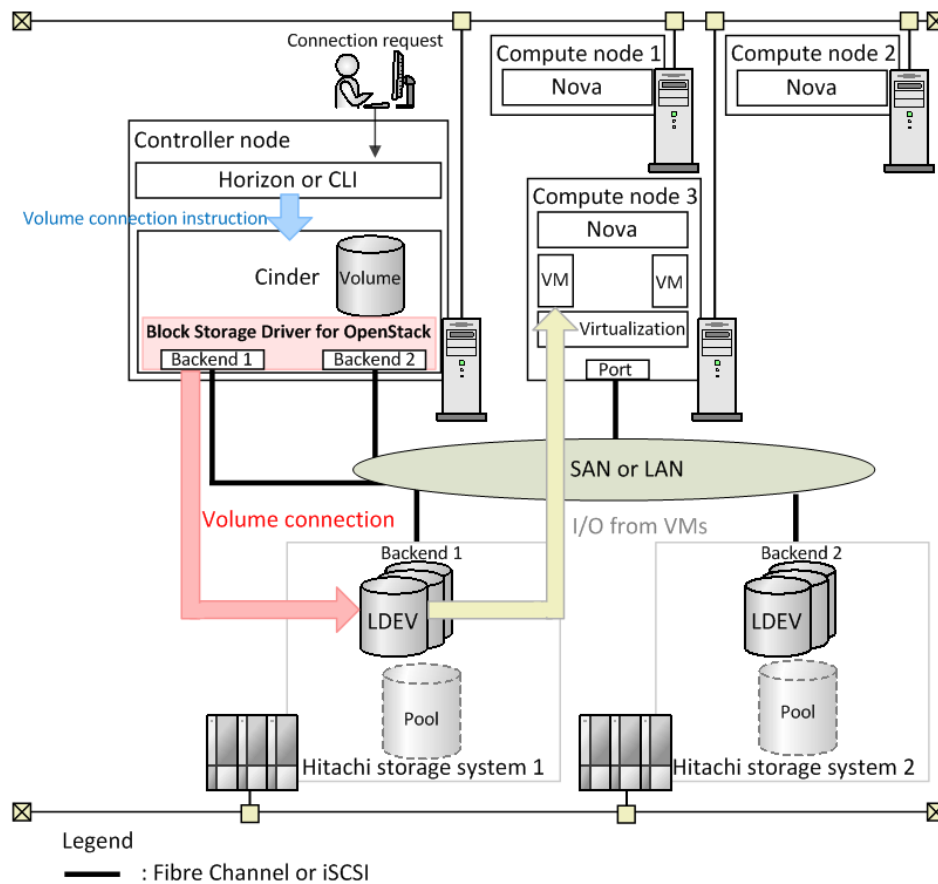 Connection request
Compute node 1
Nova
Compute node 2
Nova
Controller node
Horizon or CLI
Volume connection instruction
Cinder
Volume
Block Storage Driver for OpenStack
Backend 1
Backend 2
Compute node 3
Nova
VM
VM
Virtualization
Port
SAN or LAN
Volume connection
I/O from VMs
Backend 1
LDEV
Pool
Hitachi storage system 1
Backend 2
LDEV
Pool
Hitachi storage system 2
Legend
: Fibre Channel or iSCSI